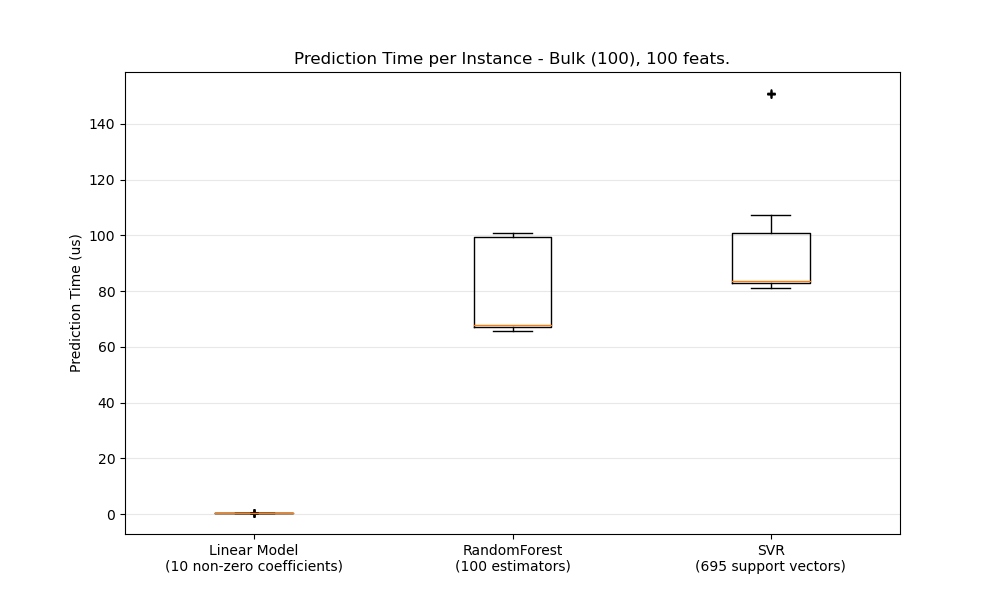 Prediction Time per Instance - Bulk (100), 100 feats.
Prediction Time (us)
140
120
100
80
60
40
20
0
Linear Model
(10 non-zero coefficients)
RandomForest
(100 estimators)
SVR
(695 support vectors)